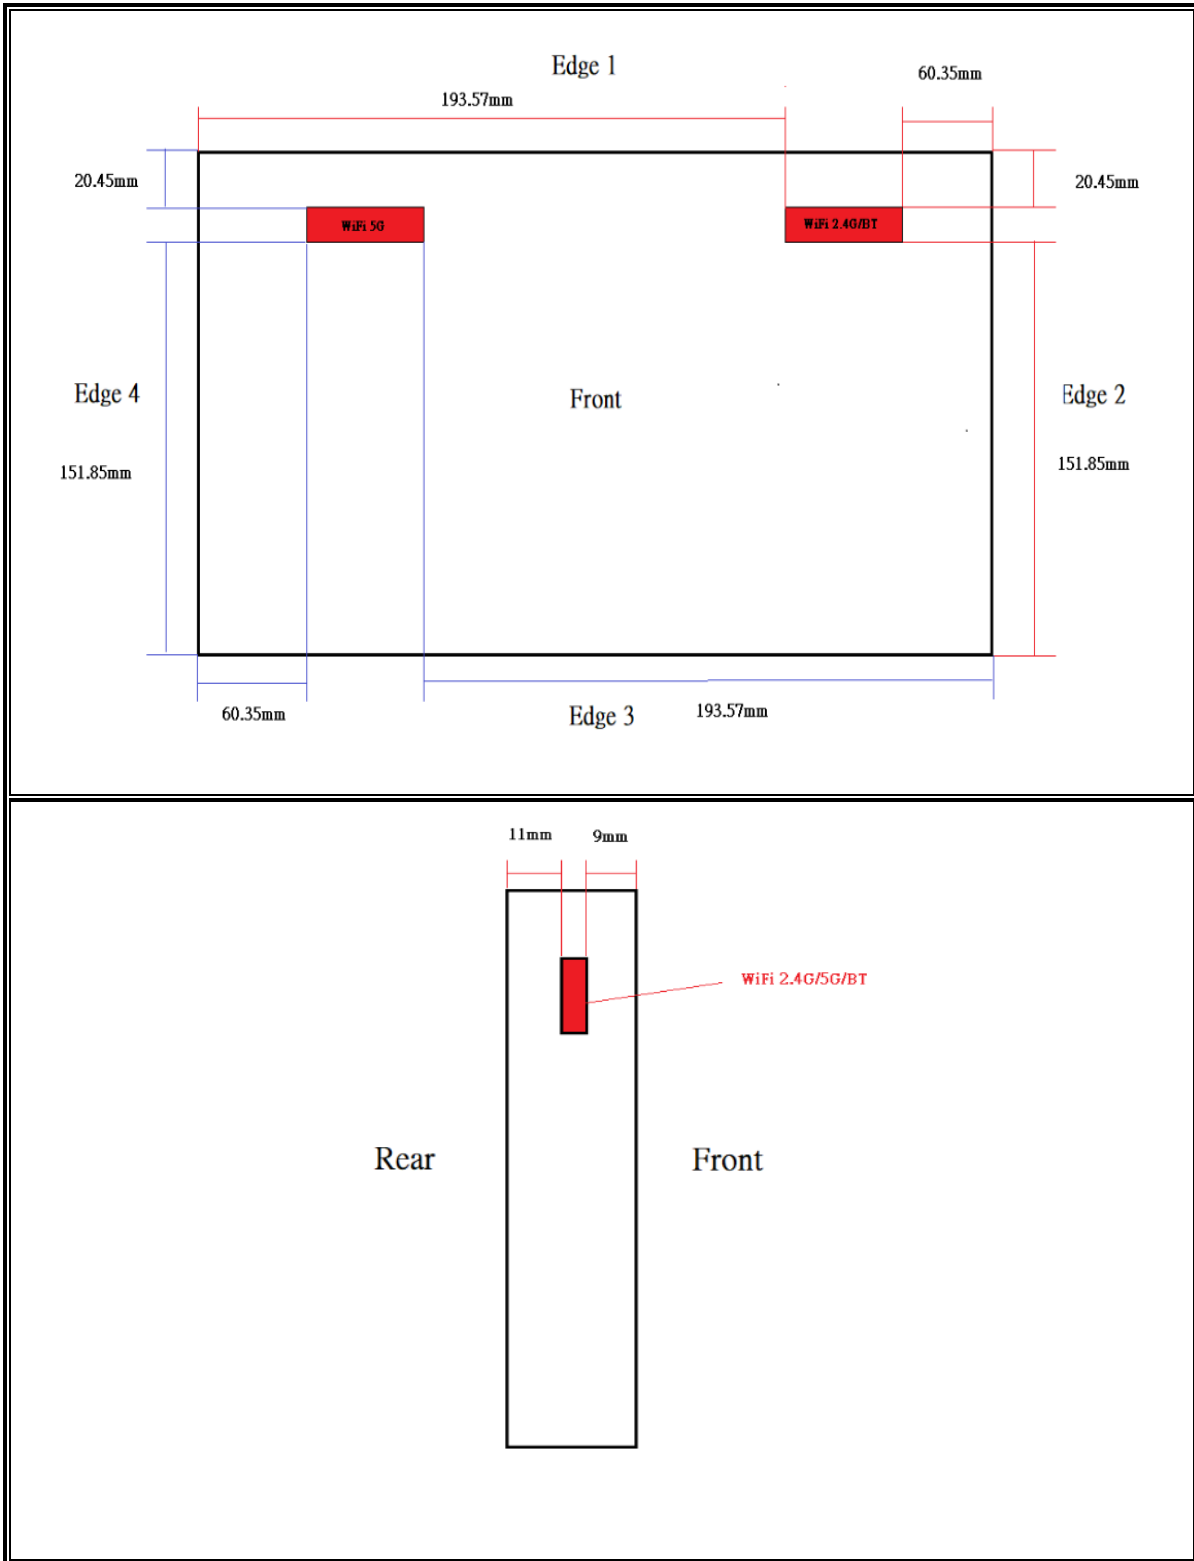 Edge 1
60.35mm
193.57mm
20.45mm
20.45mm
WiFi 5G
WiFi 2.4G/BT
Edge 4
Front
Edge 2
151.85mm
151.85mm
60.35mm
Edge 3
193.57mm
11mm
9mm
WiFi 2.4G/5G/BT
Rear
Front